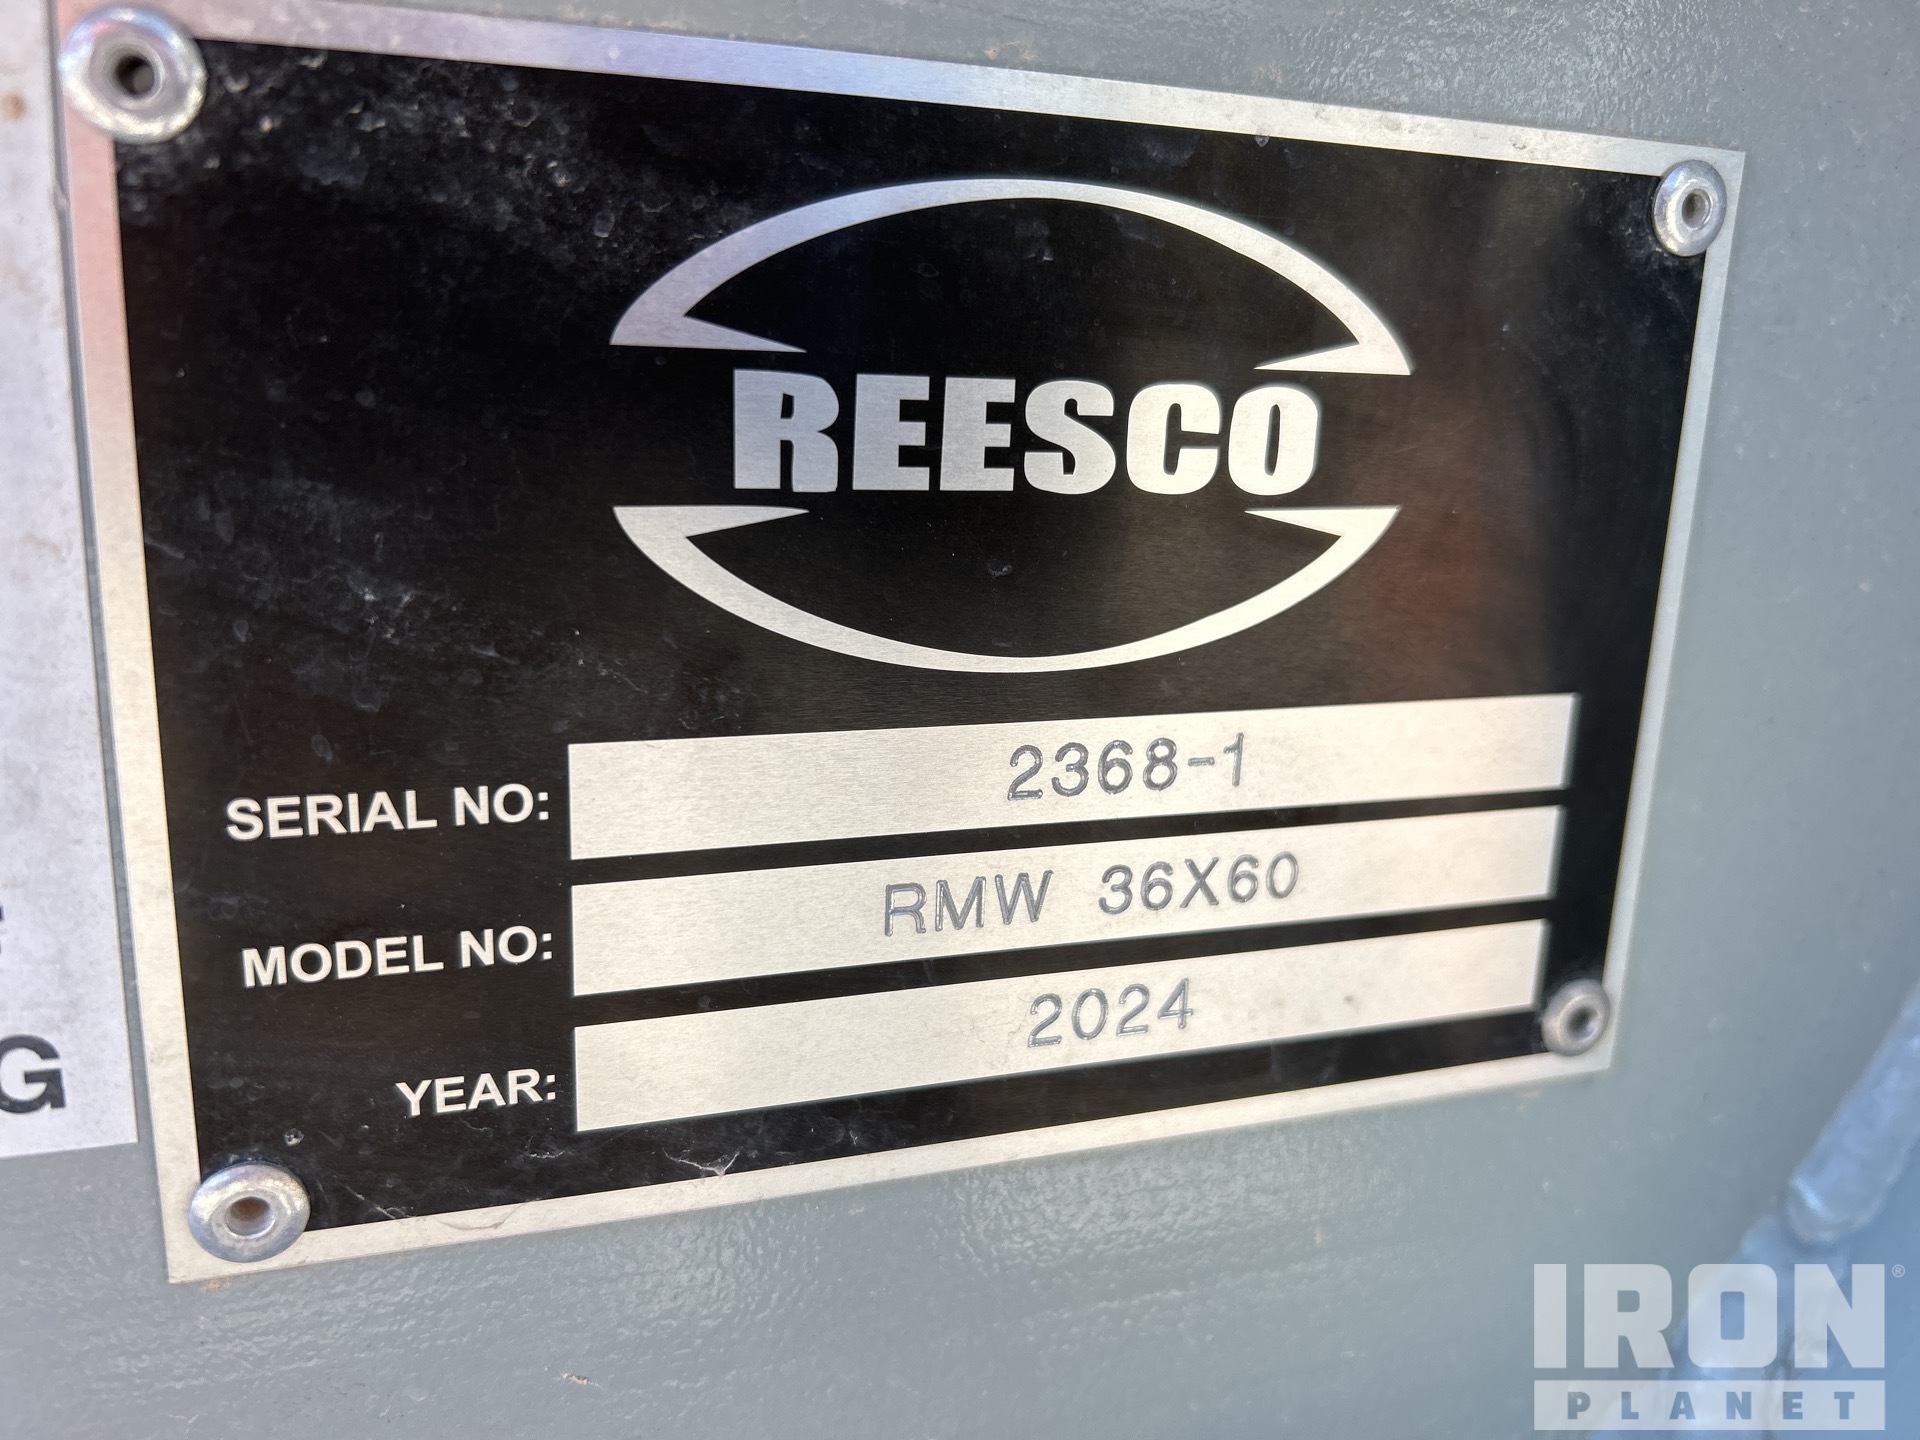 REESCO
SERIAL NO: 2368-1
MODEL NO: RMW 36X60
YEAR: 2024
G
IRON®
PLANET